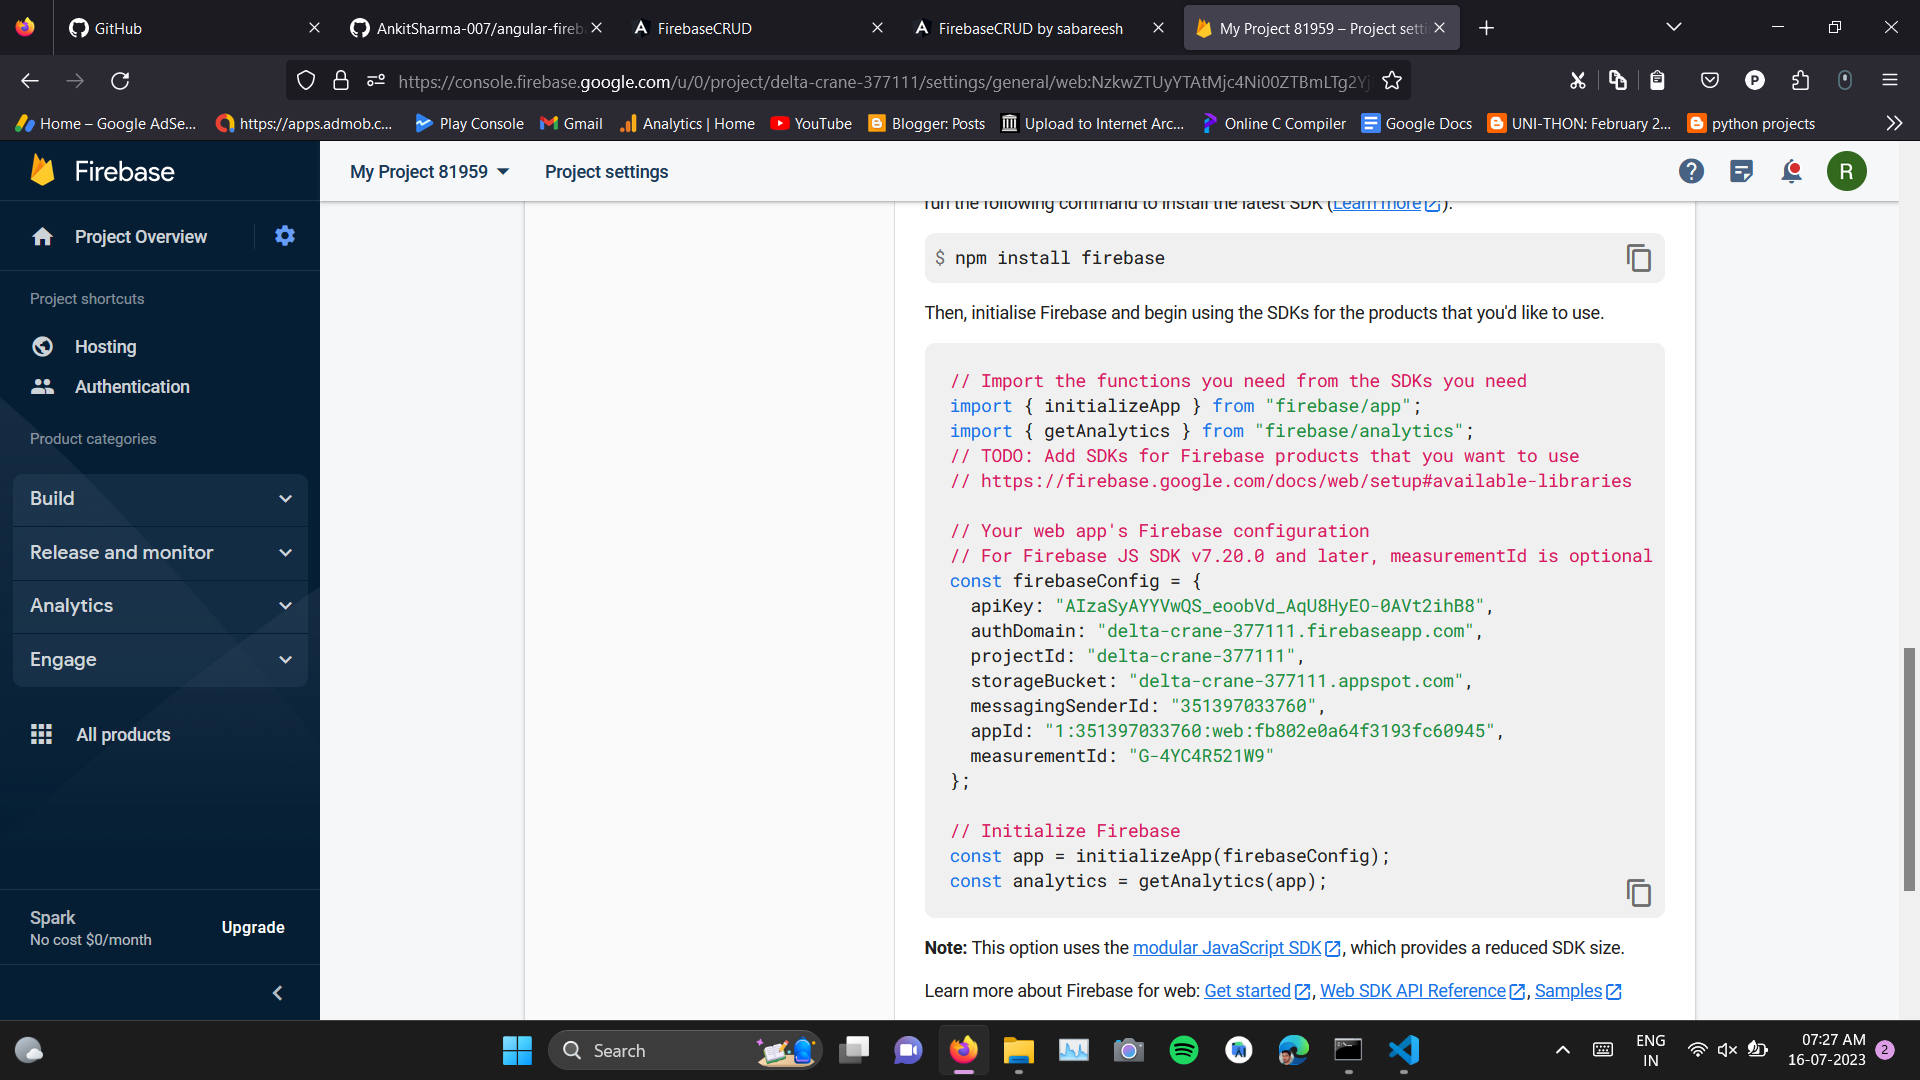 GitHub
AnkitSharma-007/angular-fireb
FirebaseCRUD
FirebaseCRUD by sabareesh
My Project 81959 – Project setti
https://console.firebase.google.com/u/0/project/delta-crane-377111/settings/general/web:NzkwZTUyYTAtMjc4Ni00ZTBmLTg2Yj
Home – Google AdSe...
https://apps.admob.c...
Play Console
Gmail
Analytics | Home
YouTube
Blogger: Posts
Upload to Internet Arc...
Online C Compiler
Google Docs
UNI-THON: February 2...
python projects
Firebase
My Project 81959
Project settings
R
Project Overview
Project shortcuts
Hosting
Authentication
Product categories
Build
Release and monitor
Analytics
Engage
All products
Spark
No cost $0/month
Upgrade
run the following command to install the latest SDK (Learn more).
$ npm install firebase
Then, initialise Firebase and begin using the SDKs for the products that you'd like to use.
// Import the functions you need from the SDKs you need
import { initializeApp } from "firebase/app";
import { getAnalytics } from "firebase/analytics";
// TODO: Add SDKs for Firebase products that you want to use
// https://firebase.google.com/docs/web/setup#available-libraries
// Your web app's Firebase configuration
// For Firebase JS SDK v7.20.0 and later, measurementId is optional
const firebaseConfig = {
apiKey: "AIzaSyAYYVwQS_eoobVd_AqU8HyEO-0AVt2ihB8",
authDomain: "delta-crane-377111.firebaseapp.com",
projectId: "delta-crane-377111",
storageBucket: "delta-crane-377111.appspot.com",
messagingSenderId: "351397033760",
appId: "1:351397033760:web:fb802e0a64f3193fc60945",
measurementId: "G-4YC4R521W9"
};
// Initialize Firebase
const app = initializeApp(firebaseConfig);
const analytics = getAnalytics(app);
Note: This option uses the modular JavaScript SDK, which provides a reduced SDK size.
Learn more about Firebase for web: Get started, Web SDK API Reference, Samples
Search
ENG
IN
07:27 AM
16-07-2023
2